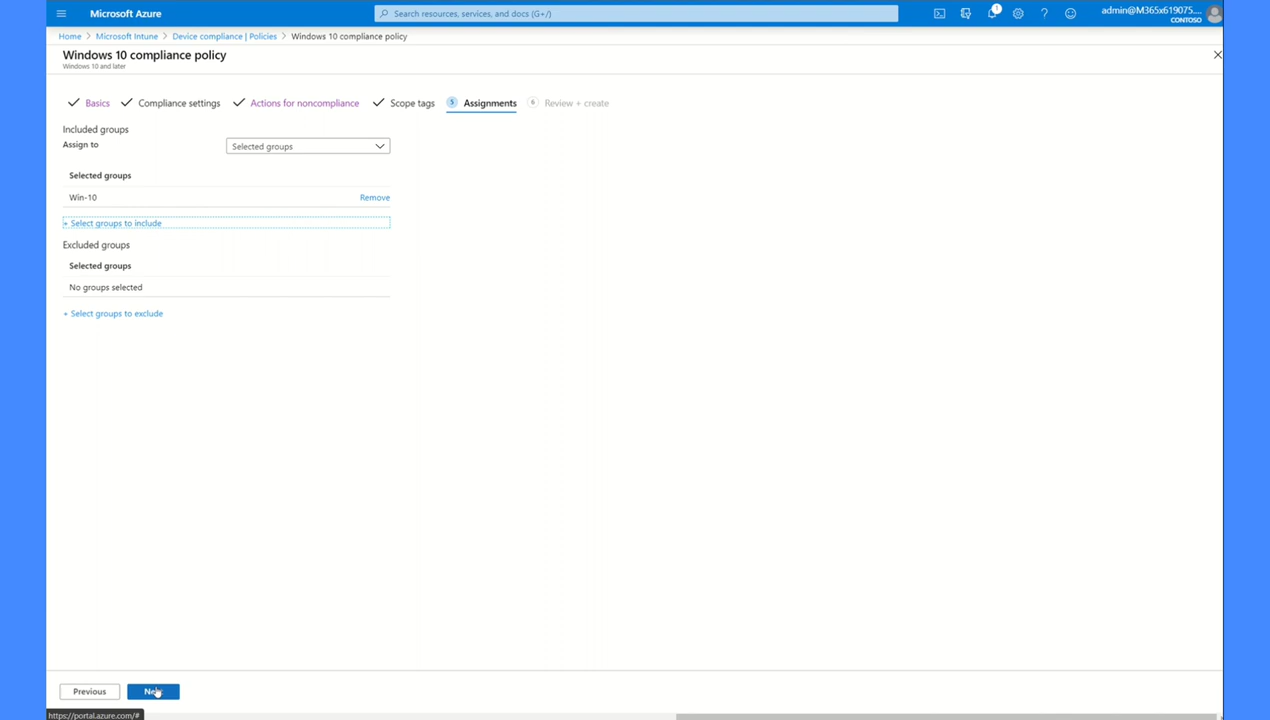 Microsoft Azure
Search resources, services, and docs (G+/)
1
admin@M365x619075....
CONTOSO
Home > Microsoft Intune > Device compliance | Policies > Windows 10 compliance policy
Windows 10 compliance policy
Windows 10 and later
Basics Compliance settings Actions for noncompliance Scope tags 5 Assignments 6 Review + create
Included groups
Assign to Selected groups
Selected groups
Win-10 Remove
+ Select groups to include
Excluded groups
Selected groups
No groups selected
+ Select groups to exclude
Previous
https://portal.azure.com/#